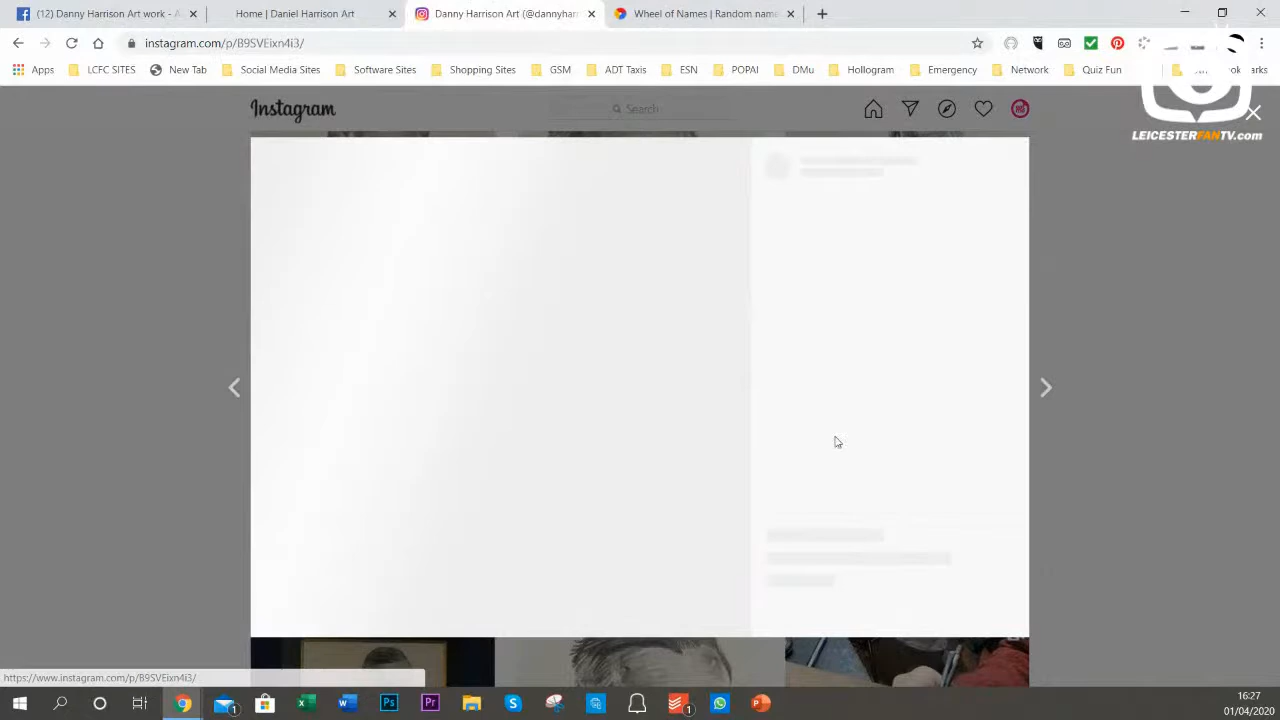 (12) Danny Harrison Art work - A
Home | Daniel Harrison Art
Danny Harrison Art (@dannyharr
Wheel of Names | Random name
instagram.com/p/B9SVEixn4i3/
Apps
LCFC SITES
New Tab
Social Media Sites
Software Sites
Shopping Sites
GSM
ADT Taxis
ESN
POPAI
DMu
Hollogram
Emergency
Network
Quiz Fun
LEICESTERFANTV.com
Instagram
Search
https://www.instagram.com/p/B9SVEixn4i3/
16:27
01/04/2020